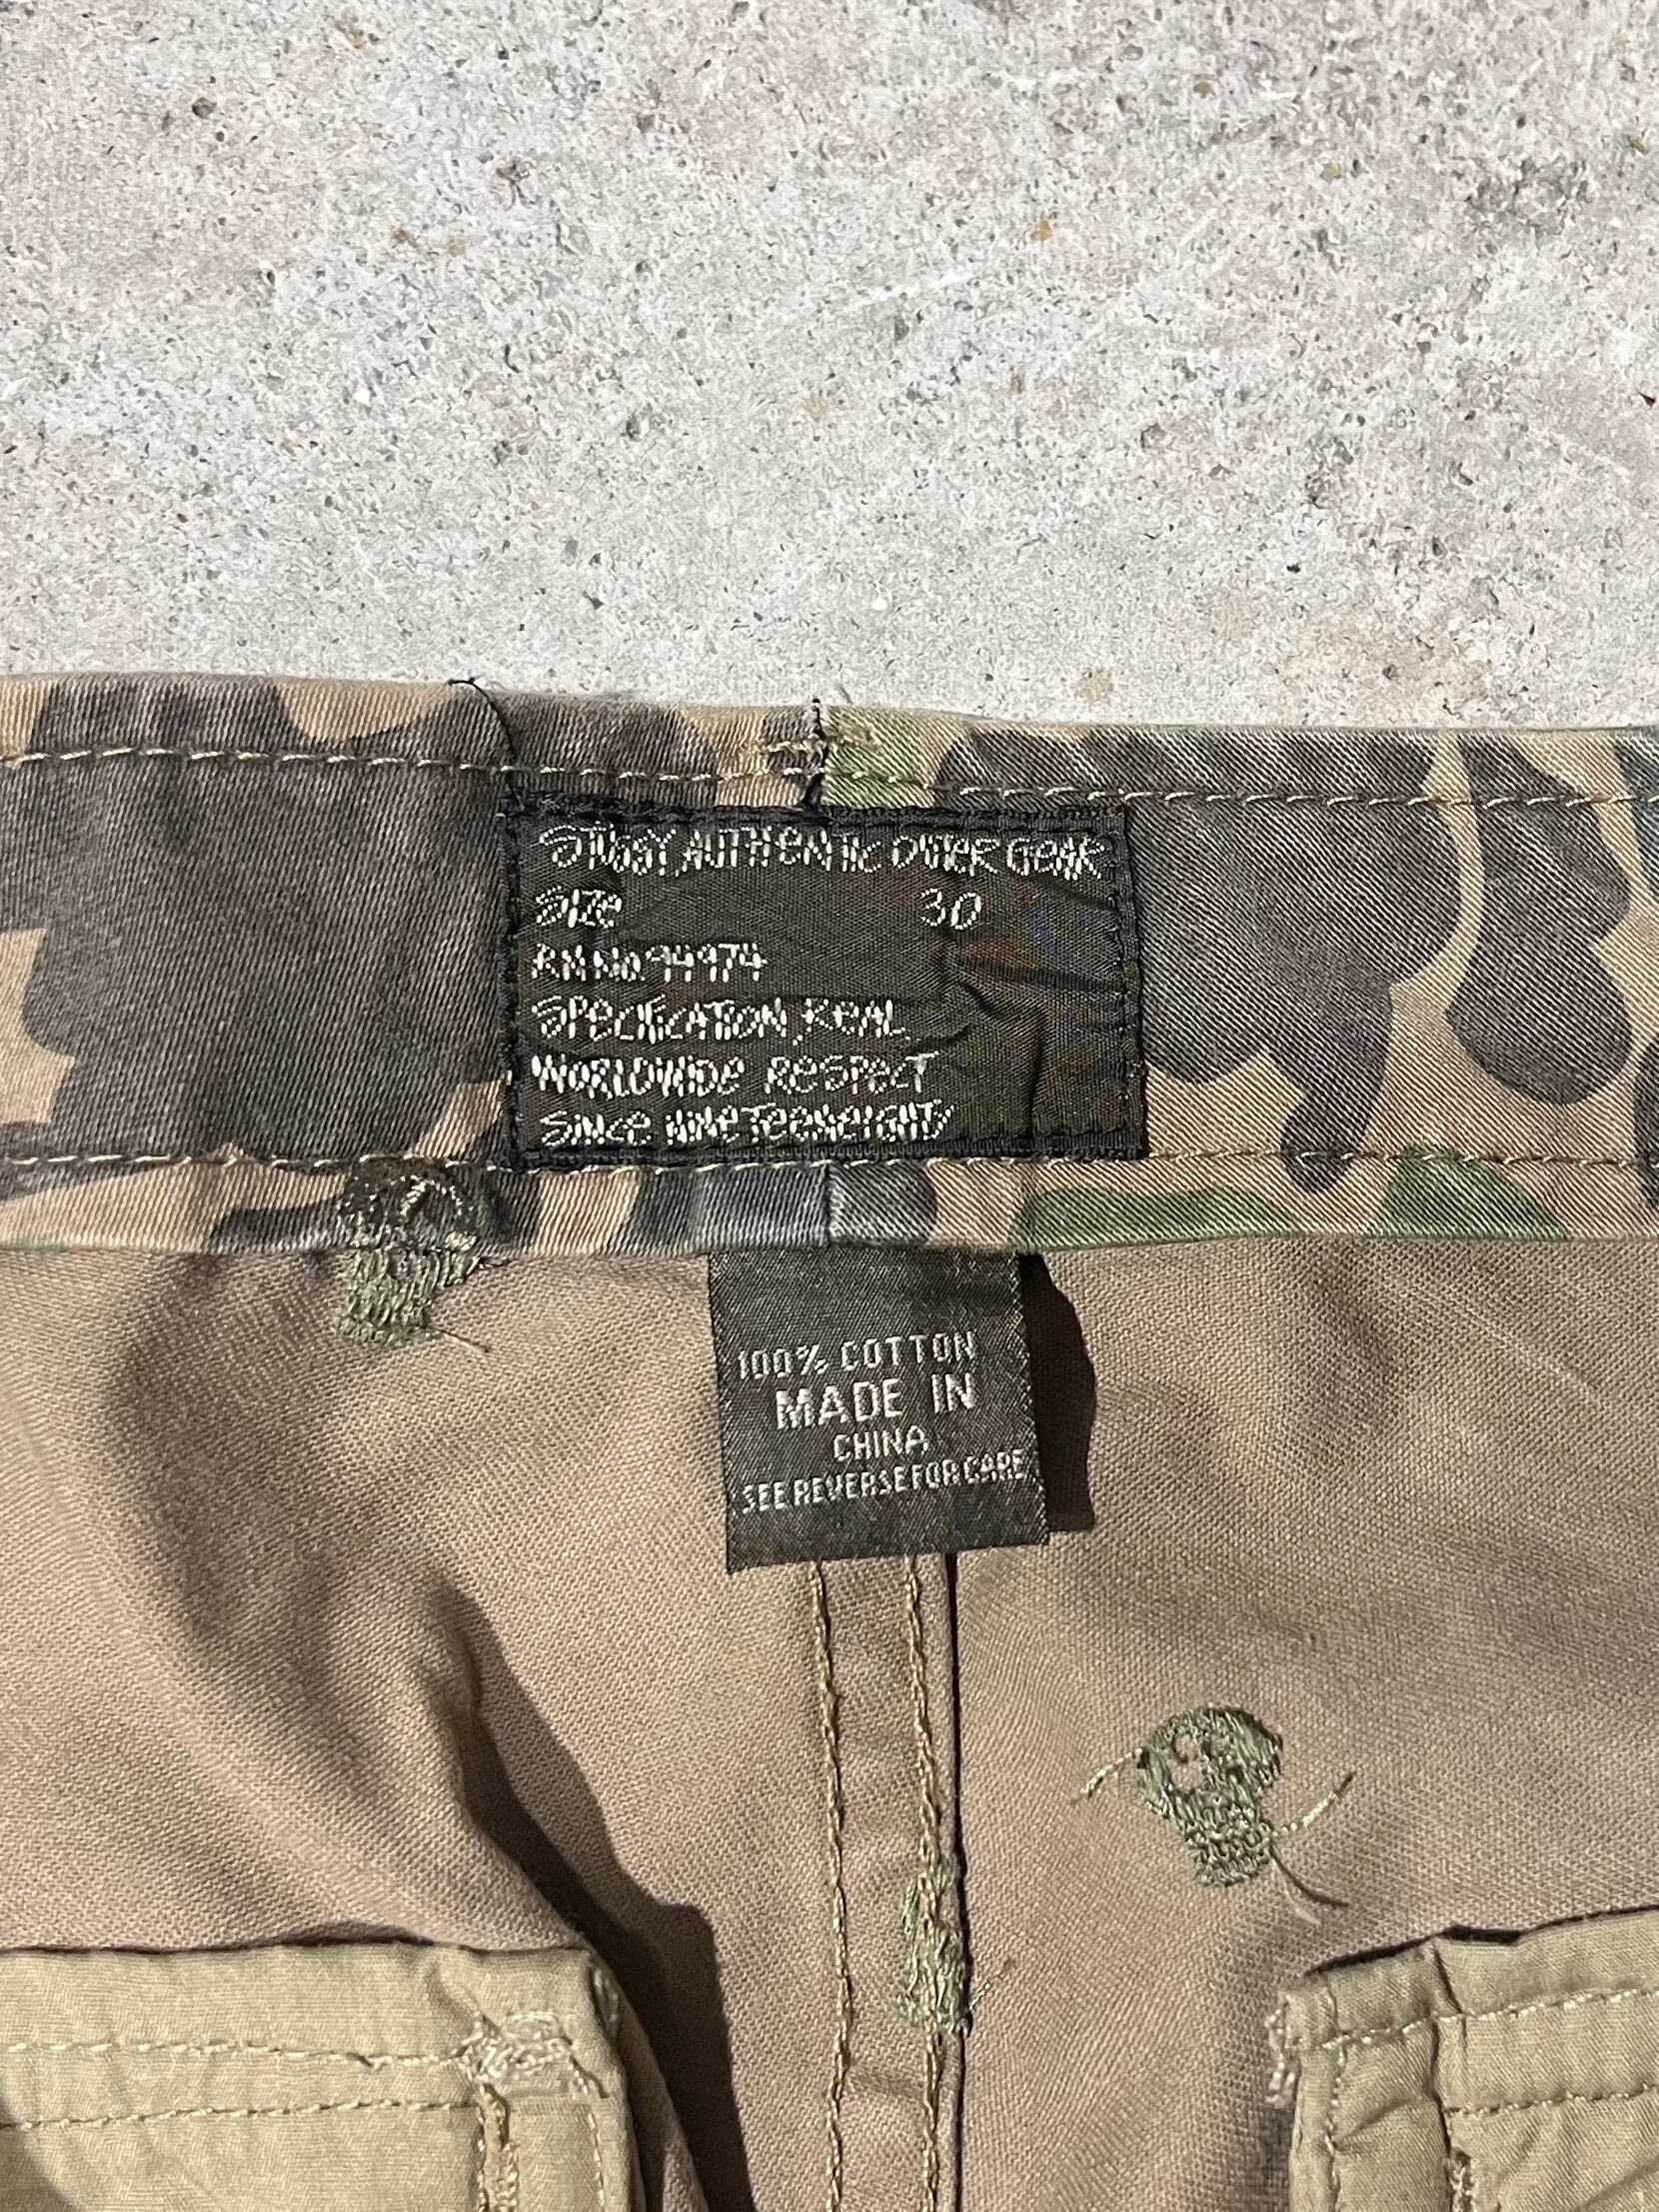 STUSSY, AUTHENTIC OUTER GEAR
SIZE 30
RN No. 94974
SPECIFICATION, REAL
WORLDWIDE RESPECT
SINCE NINETEENEIGHTY
100% COTTON
MADE IN
CHINA
SEE REVERSE FOR CARE